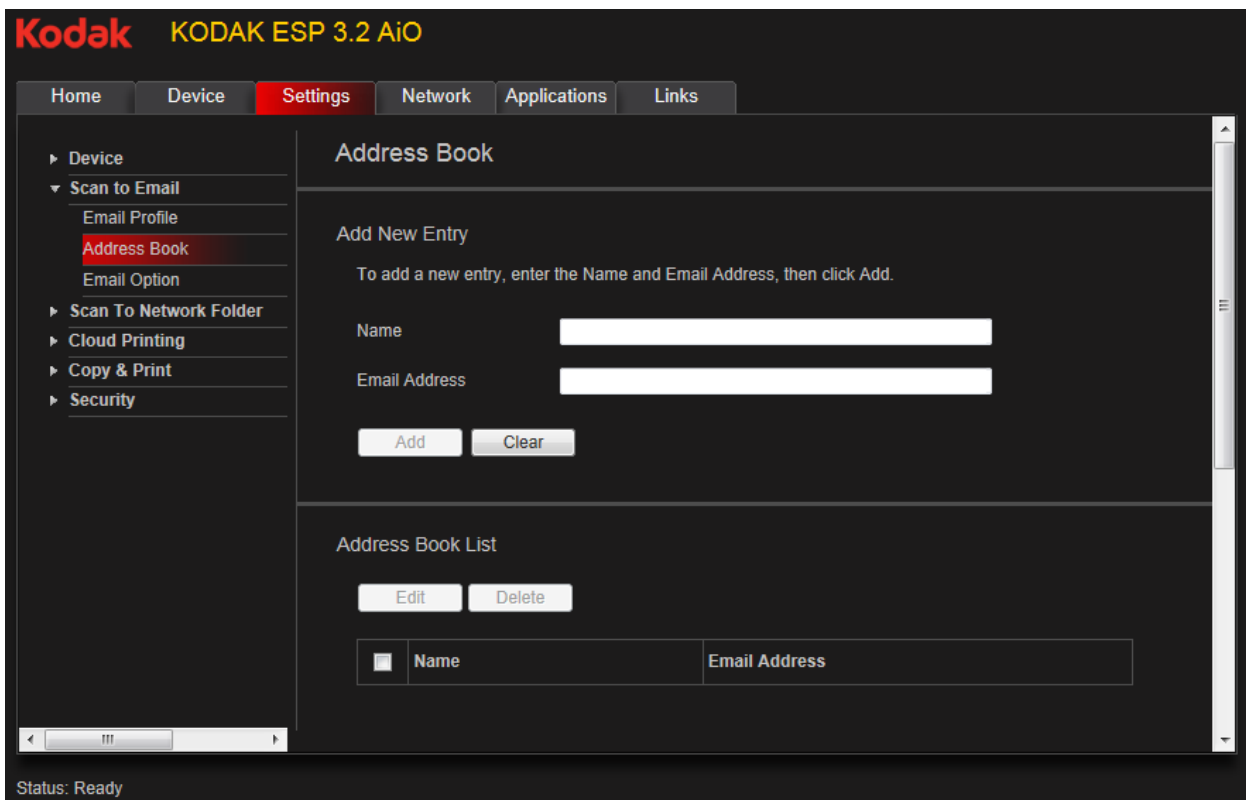 Kodak KODAK ESP 3.2 AiO
Home Device Settings Network Applications Links
Device
Scan to Email
Email Profile
Address Book
Email Option
Scan To Network Folder
Cloud Printing
Copy & Print
Security
Address Book
Add New Entry
To add a new entry, enter the Name and Email Address, then click Add.
Name
Email Address
Add Clear
Address Book List
Edit Delete
Name Email Address
Status: Ready